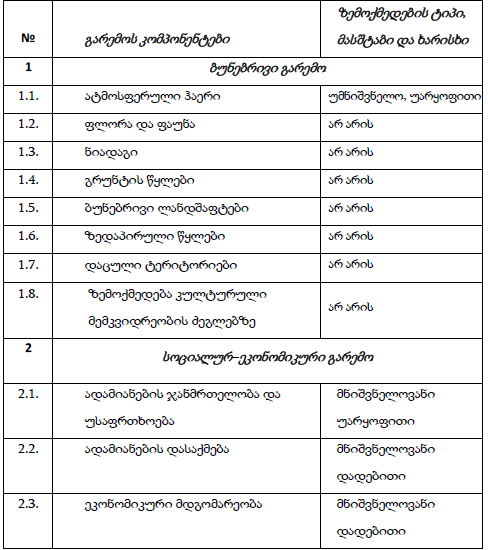 № გარემოს კომპონენტები ზემოქმედების ტიპი,
მასშტაბი და ხარისხი
1 ბუნებრივი გარემო
1.1. ატმოსფერული ჰაერი უმნიშვნელო, უარყოფითი
1.2. ფლორა და ფაუნა არ არის
1.3. ნიადაგი არ არის
1.4. გრუნტის წყლები არ არის
1.5. ბუნებრივი ლანდშაფტები არ არის
1.6. ზედაპირული წყლები არ არის
1.7. დაცული ტერიტორიები არ არის
1.8. ზემოქმედება კულტურული
მემკვიდრეობის ძეგლებზე არ არის
2 სოციალურ–ეკონომიკური გარემო
2.1. ადამიანების ჯანმრთელობა და მნიშვნელოვანი
უსაფრთხოება უარყოფითი
2.2. ადამიანების დასაქმება მნიშვნელოვანი
დადებითი
2.3. ეკონომიკური მდგომარეობა მნიშვნელოვანი
დადებითი